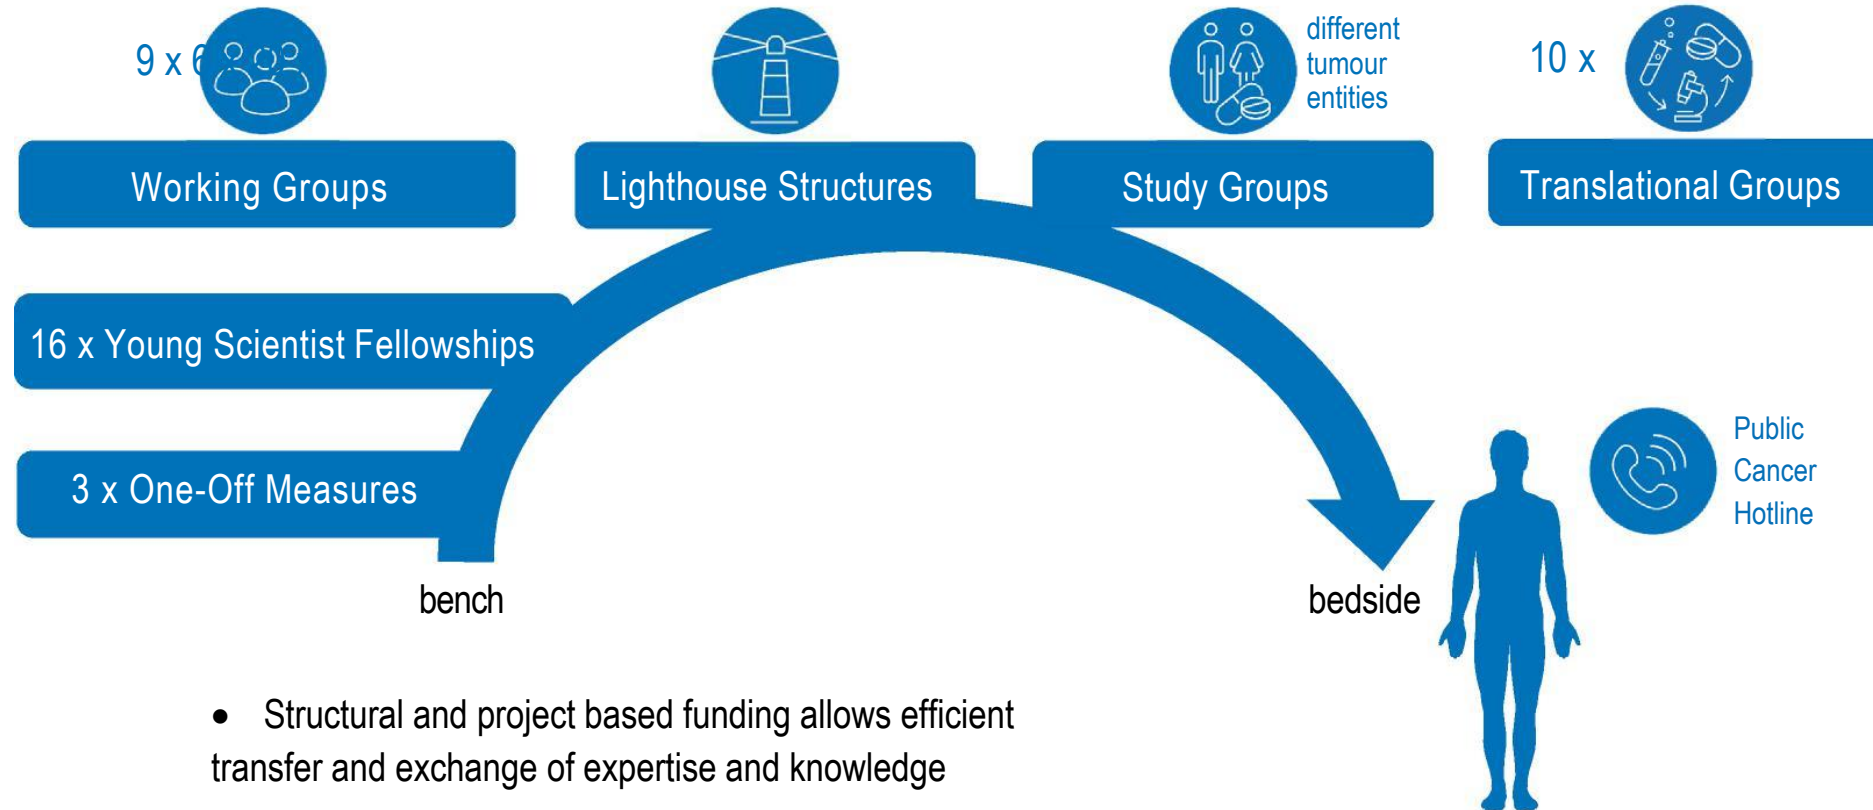 9 x 6
different
tumour
entities
10 x
Working Groups
Lighthouse Structures
Study Groups
Translational Groups
16 x Young Scientist Fellowships
3 x One-Off Measures
Public
Cancer
Hotline
bench
bedside
• Structural and project based funding allows efficient
transfer and exchange of expertise and knowledge